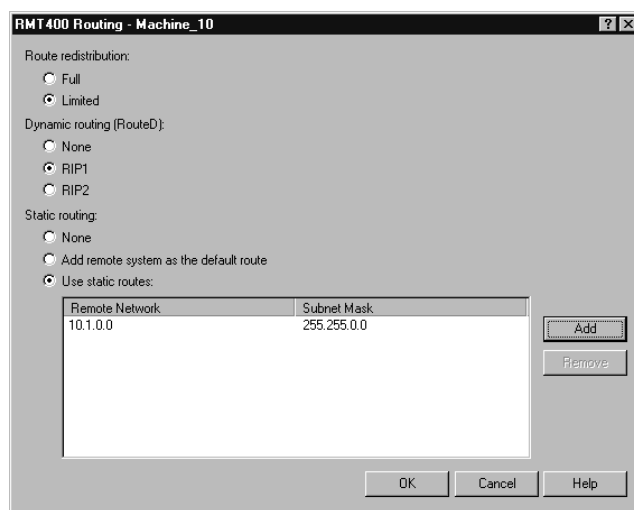 RMT400 Routing - Machine_10
Route redistribution:
Full
Limited
Dynamic routing (RouteD):
None
RIP1
RIP2
Static routing:
None
Add remote system as the default route
Use static routes:
Remote Network Subnet Mask
10.1.0.0 255.255.0.0
Add
Remove
OK Cancel Help